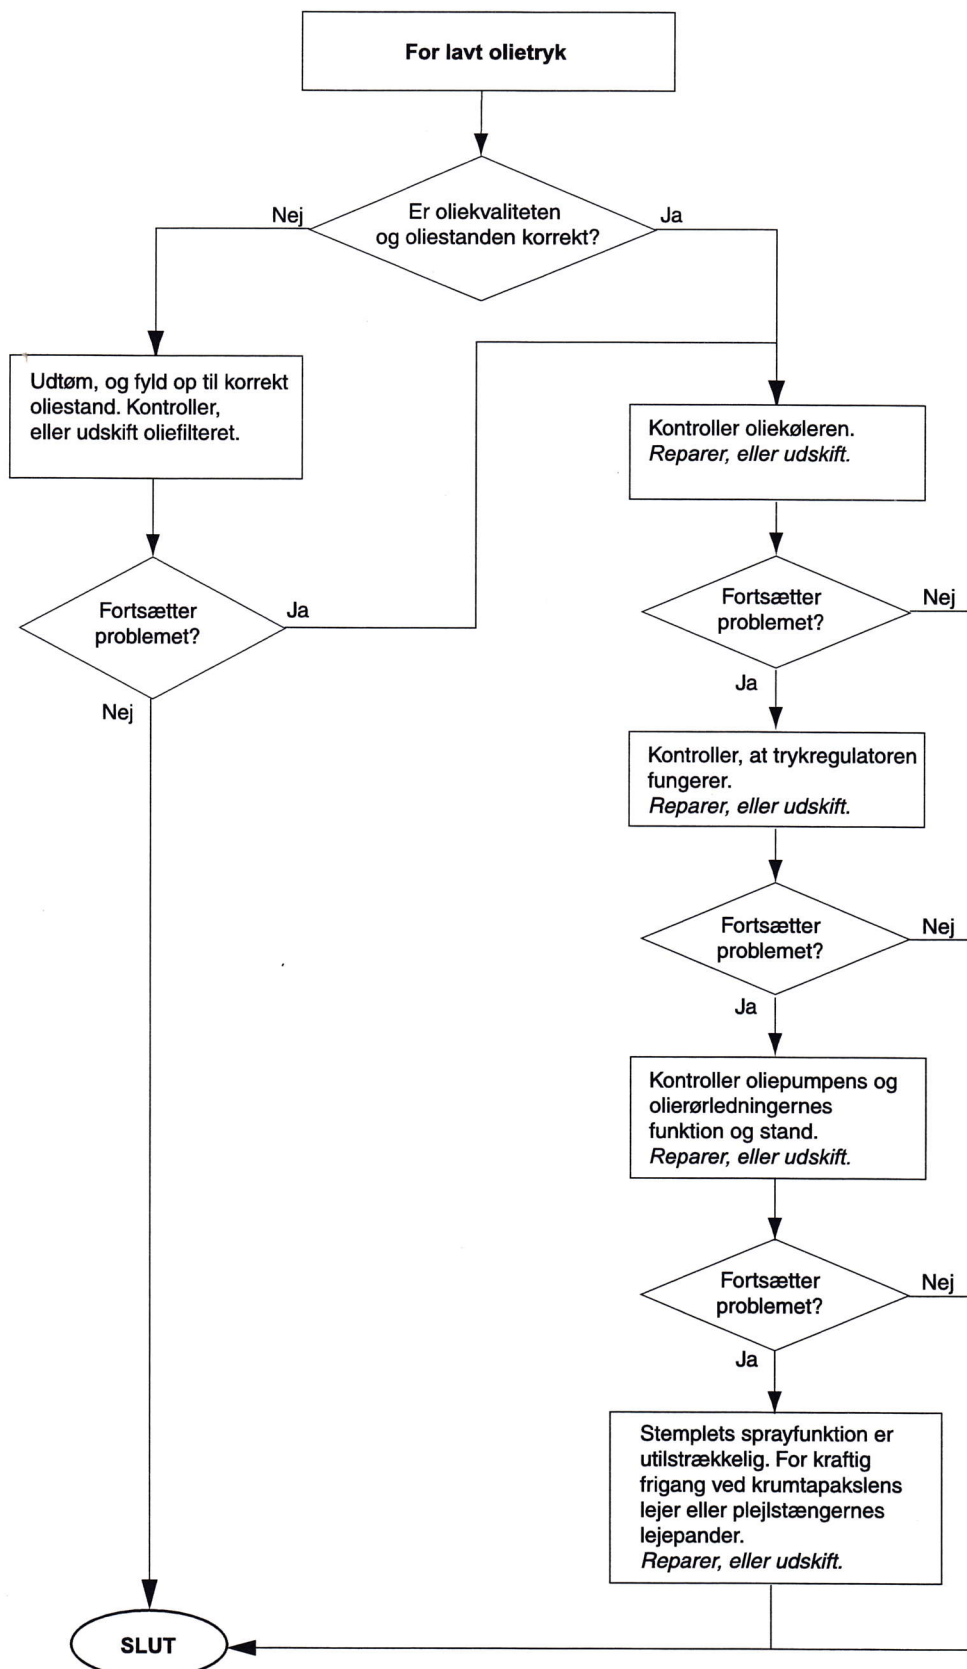 For lavt olietryk
Er oliekvaliteten
og oliestanden korrekt?
Nej
Ja
Udtøm, og fyld op til korrekt
oliestand. Kontroller,
eller udskift oliefilteret.
Fortsætter
problemet?
Ja
Nej
Kontroller oliekøleren.
Reparer, eller udskift.
Fortsætter
problemet?
Nej
Ja
Kontroller, at trykregulatoren
fungerer.
Reparer, eller udskift.
Fortsætter
problemet?
Nej
Ja
Kontroller oliepumpens og
olierørledningernes
funktion og stand.
Reparer, eller udskift.
Fortsætter
problemet?
Nej
Ja
Stemplets sprayfunktion er
utilstrækkelig. For kraftig
frigang ved krumtapakslens
lejer eller plejlstængernes
lejepander.
Reparer, eller udskift.
SLUT